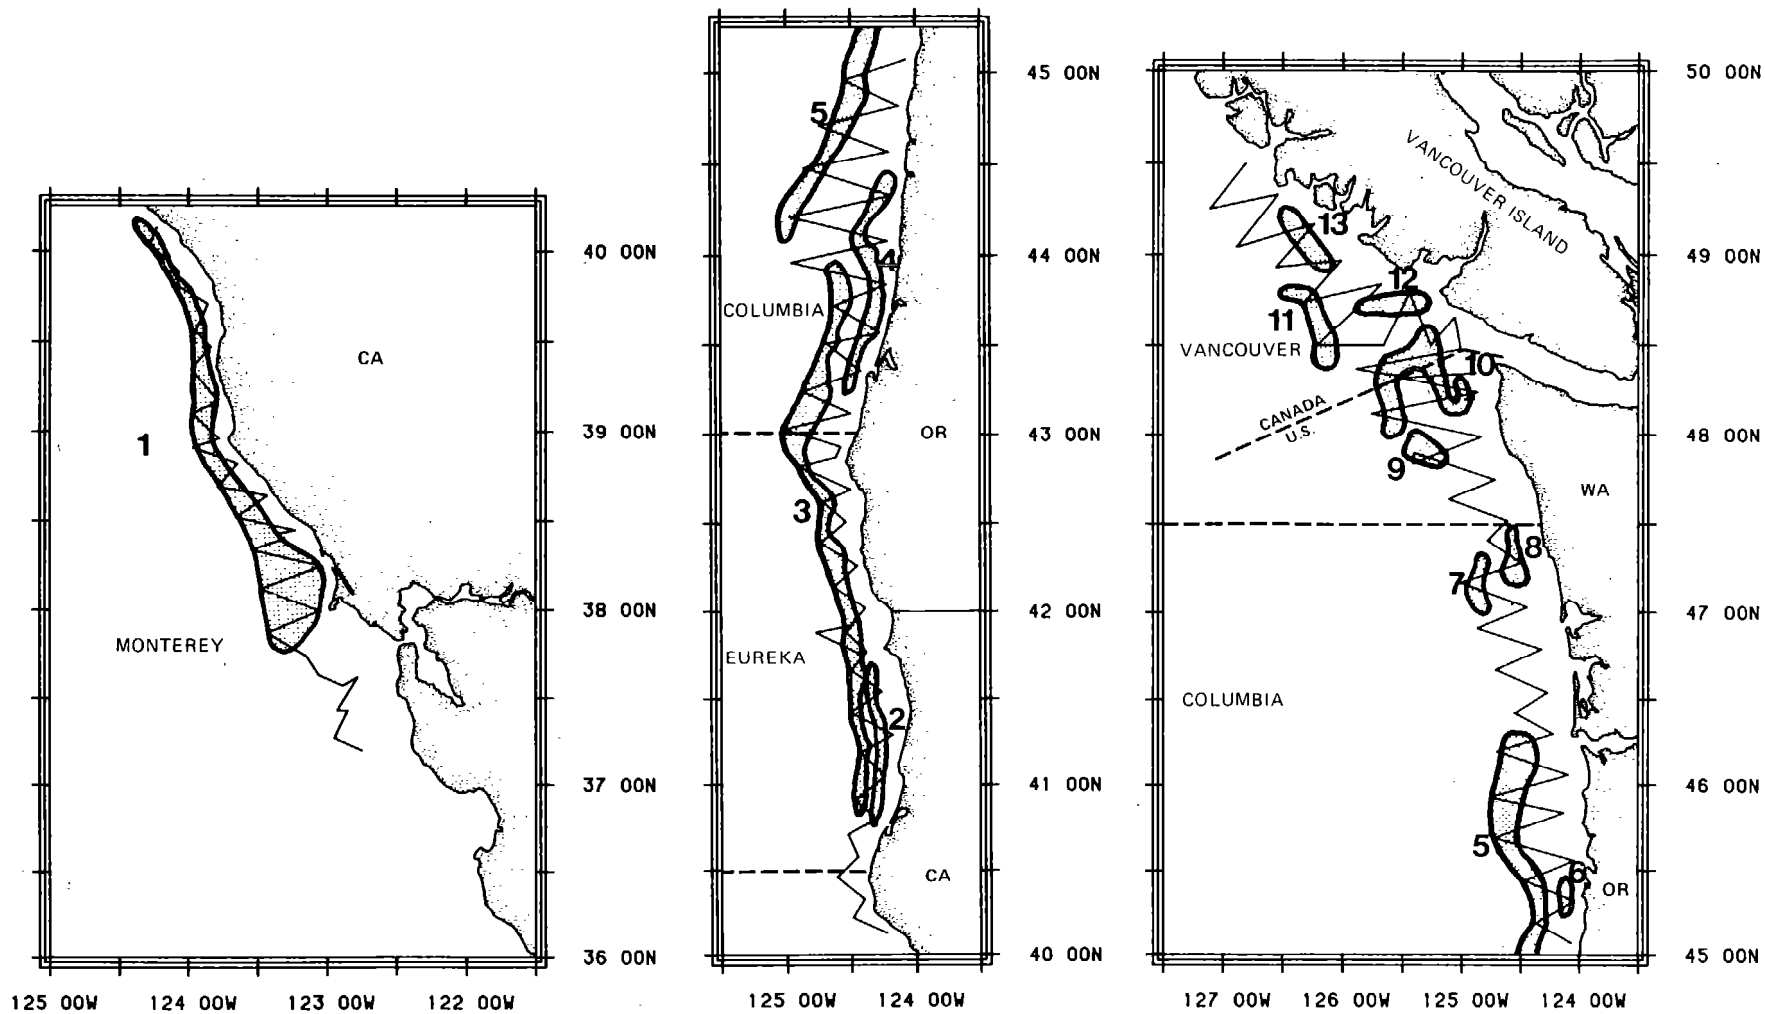 1
CA
MONTEREY
40 00N
39 00N
38 00N
37 00N
36 00N
125 00W
124 00W
123 00W
122 00W
5
4
COLUMBIA
OR
3
EUREKA
2
CA
45 00N
44 00N
43 00N
42 00N
41 00N
40 00N
125 00W
124 00W
VANCOUVER ISLAND
13
12
11
VANCOUVER
10
CANADA
U.S.
9
WA
8
7
COLUMBIA
5
6
OR
50 00N
49 00N
48 00N
47 00N
46 00N
45 00N
127 00W
126 00W
125 00W
124 00W